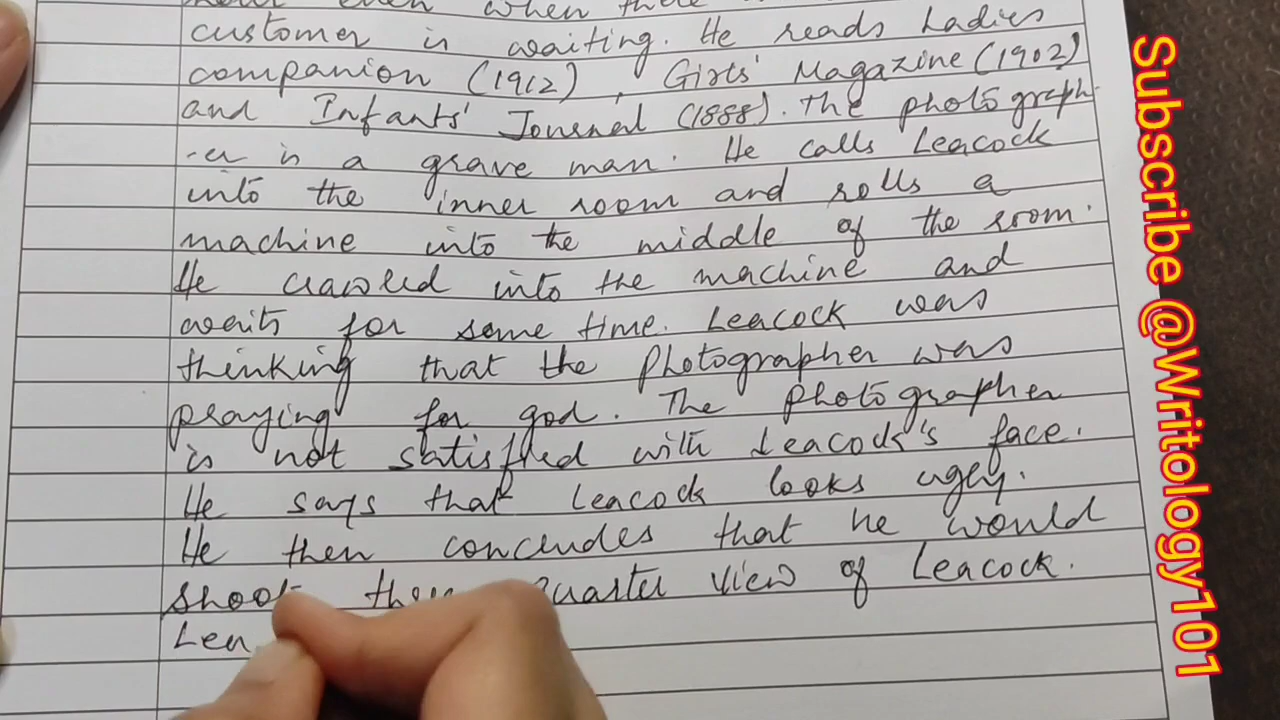 when there
customer is waiting. He reads Ladies
companion (1912), Girls' Magazine (1902)
and Infants' Journal (1888). The photograph
-er is a grave man. He calls Leacock
into the inner room and rolls a
machine into the middle of the room.
He crawled into the machine and
waits for some time. Leacock was
thinking that the Photographer was
praying for god. The photographer
is not satisfied with Leacock's face.
He says that Leacock looks ugly.
He then concludes that he would
shoot quarter view of Leacock.
Lea
Subscribe @Writology101